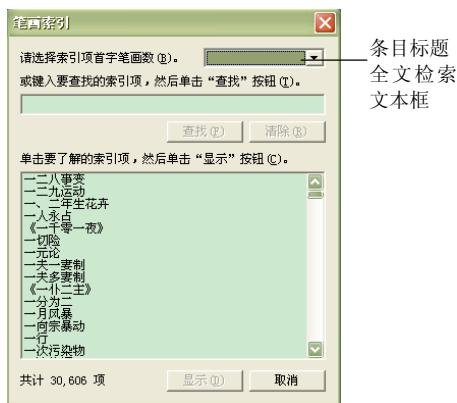 笔画索引
请选择索引项首字笔画数(B)。
或键入要查找的索引项，然后单击“查找”按钮(T)。
查找(F)
清除(R)
单击要了解的索引项，然后单击“显示”按钮(C)。
一二八事变
一二九运动
一、二年生花卉
一人永占
《一千零一夜》
一切险
一元论
一夫一妻制
一夫多妻制
《一仆二主》
一分为二
一月风暴
一向宗暴动
一行
一次污染物
共计 30,606 项
显示(D)
取消
条目标题
全文检索
文本框